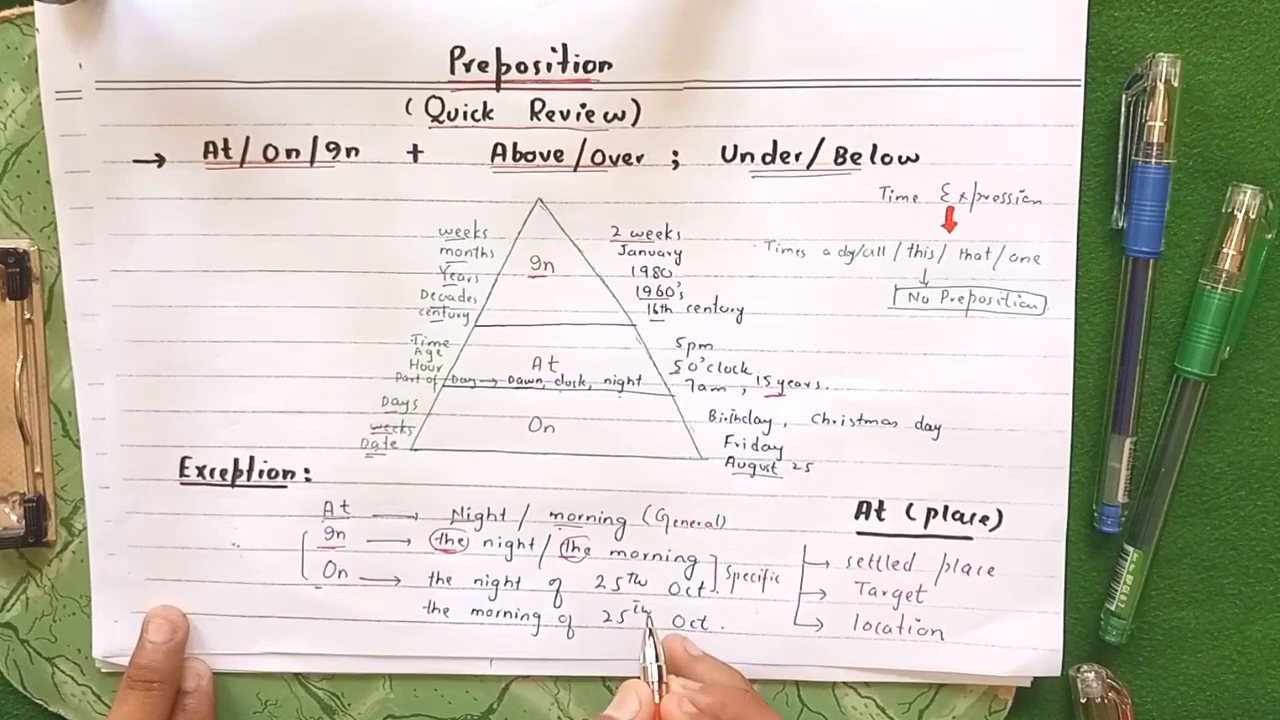 Preposition
(Quick Review)
→ At/On/In + Above/Over ; Under/Below
Time Expression
Times a day/all / this / that / one
No Preposition
weeks
months
Years
Decades
century
In
2 weeks
January
1980
1960's
16th century
Time
Age
Hour
Part of Day → Dawn, dusk, night
At
5pm
5 o'clock
7am , 15 years.
Days
weeks
Date
On
Birthday, Christmas day
Friday
August 25
Exception:
At → Night / morning (General)
In → the night / the morning
On → the night of 25th Oct.
the morning of 25th Oct.
Specific
At (place)
→ settled place
→ Target
→ location